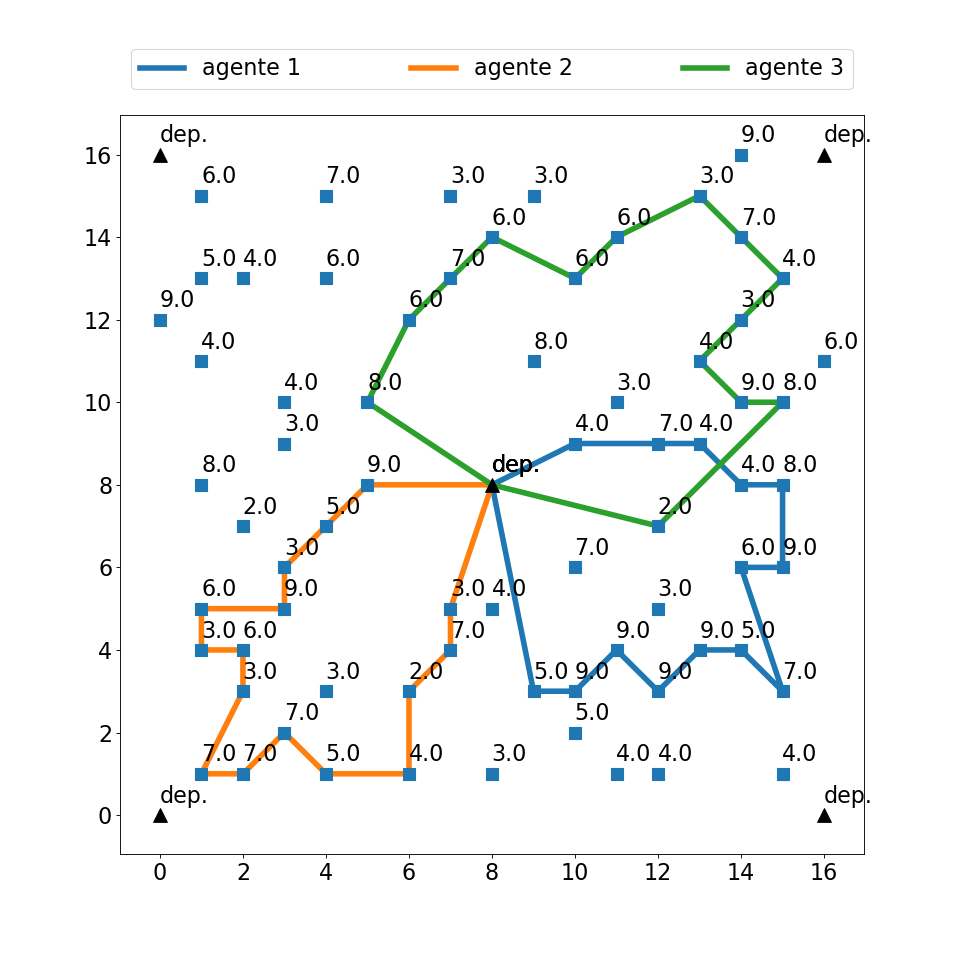 agente 1 agente 2 agente 3
dep. 9.0 dep.
16
6.0 7.0 3.0 3.0 3.0
14 6.0 6.0 7.0
5.0 4.0 6.0 7.0 6.0 4.0
12 9.0 6.0 3.0
4.0 8.0 4.0 6.0
10 4.0 8.0 3.0 9.0 8.0
3.0 4.0 7.0 4.0
8 8.0 9.0 dep. 4.0 8.0
2.0 5.0 2.0
6 3.0 7.0 6.0 9.0
6.0 9.0 3.0 4.0 3.0
4 3.0 6.0 7.0 9.0 9.0 5.0
3.0 3.0 2.0 5.0 9.0 9.0 7.0
2 7.0 5.0
7.0 7.0 5.0 4.0 3.0 4.0 4.0 4.0
0 dep. dep.
0 2 4 6 8 10 12 14 16